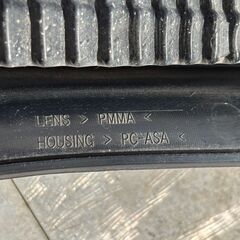 LENS > PMMA <
HOUSING > PC-ASA <